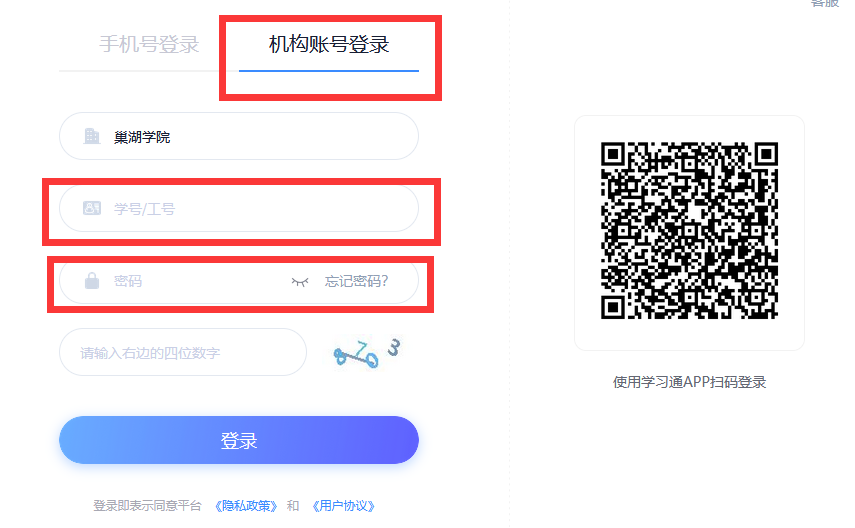 客服
手机号登录
机构账号登录
巢湖学院
学号/工号
密码
忘记密码?
请输入右边的四位数字
登录
登录即表示同意平台 《隐私政策》 和 《用户协议》
使用学习通APP扫码登录